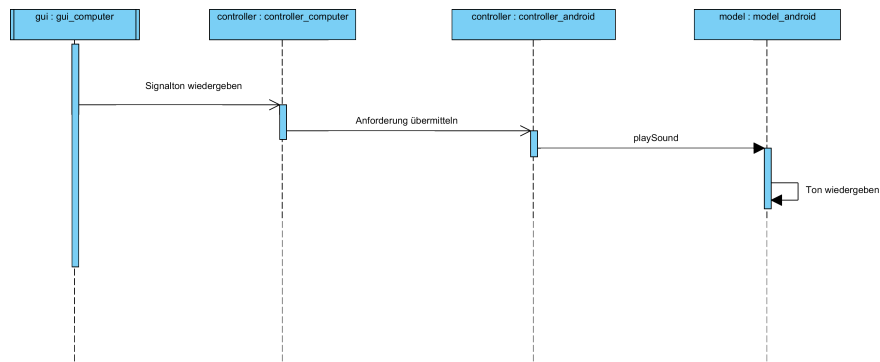 gui : gui_computer
controller : controller_computer
controller : controller_android
model : model_android
Signalton wiedergeben
Anforderung übermitteln
playSound
Ton wiedergeben